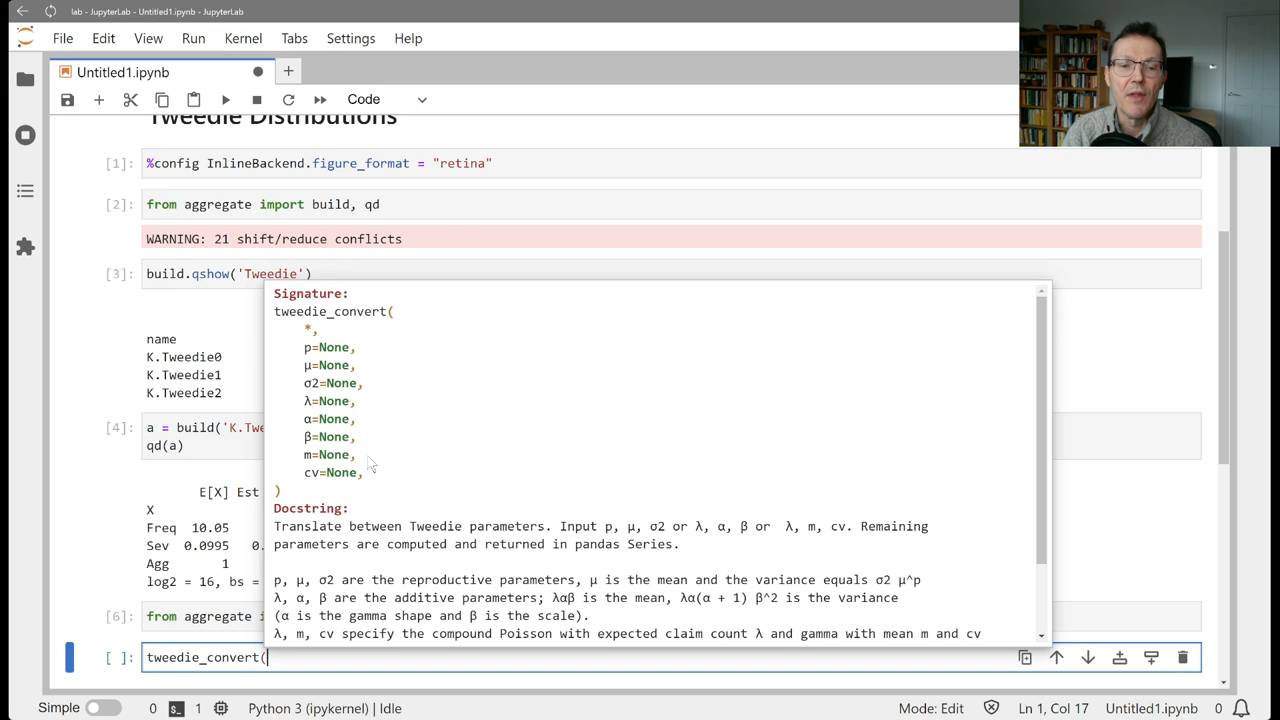 lab - JupyterLab - Untitled1.ipynb - JupyterLab
File Edit View Run Kernel Tabs Settings Help
Untitled1.ipynb
Code
Tweedie Distributions
[1]: %config InlineBackend.figure_format = "retina"
[2]: from aggregate import build, qd
WARNING: 21 shift/reduce conflicts
[3]: build.qshow('Tweedie')
name
K.Tweedie0
K.Tweedie1
K.Tweedie2
[4]: a = build('K.Twe
qd(a)
E[X] Est
X
Freq 10.05
Sev 0.0995 0.
Agg 1
log2 = 16, bs =
[6]: from aggregate i
Signature:
tweedie_convert(
*,
p=None,
μ=None,
σ2=None,
λ=None,
α=None,
β=None,
m=None,
cv=None,
)
Docstring:
Translate between Tweedie parameters. Input p, μ, σ2 or λ, α, β or λ, m, cv. Remaining
parameters are computed and returned in pandas Series.
p, μ, σ2 are the reproductive parameters, μ is the mean and the variance equals σ2 μ^p
λ, α, β are the additive parameters; λαβ is the mean, λα(α + 1) β^2 is the variance
(α is the gamma shape and β is the scale).
λ, m, cv specify the compound Poisson with expected claim count λ and gamma with mean m and cv
[ ]: tweedie_convert(
Simple 0 1 Python 3 (ipykernel) | Idle Mode: Edit Ln 1, Col 17 Untitled1.ipynb 0